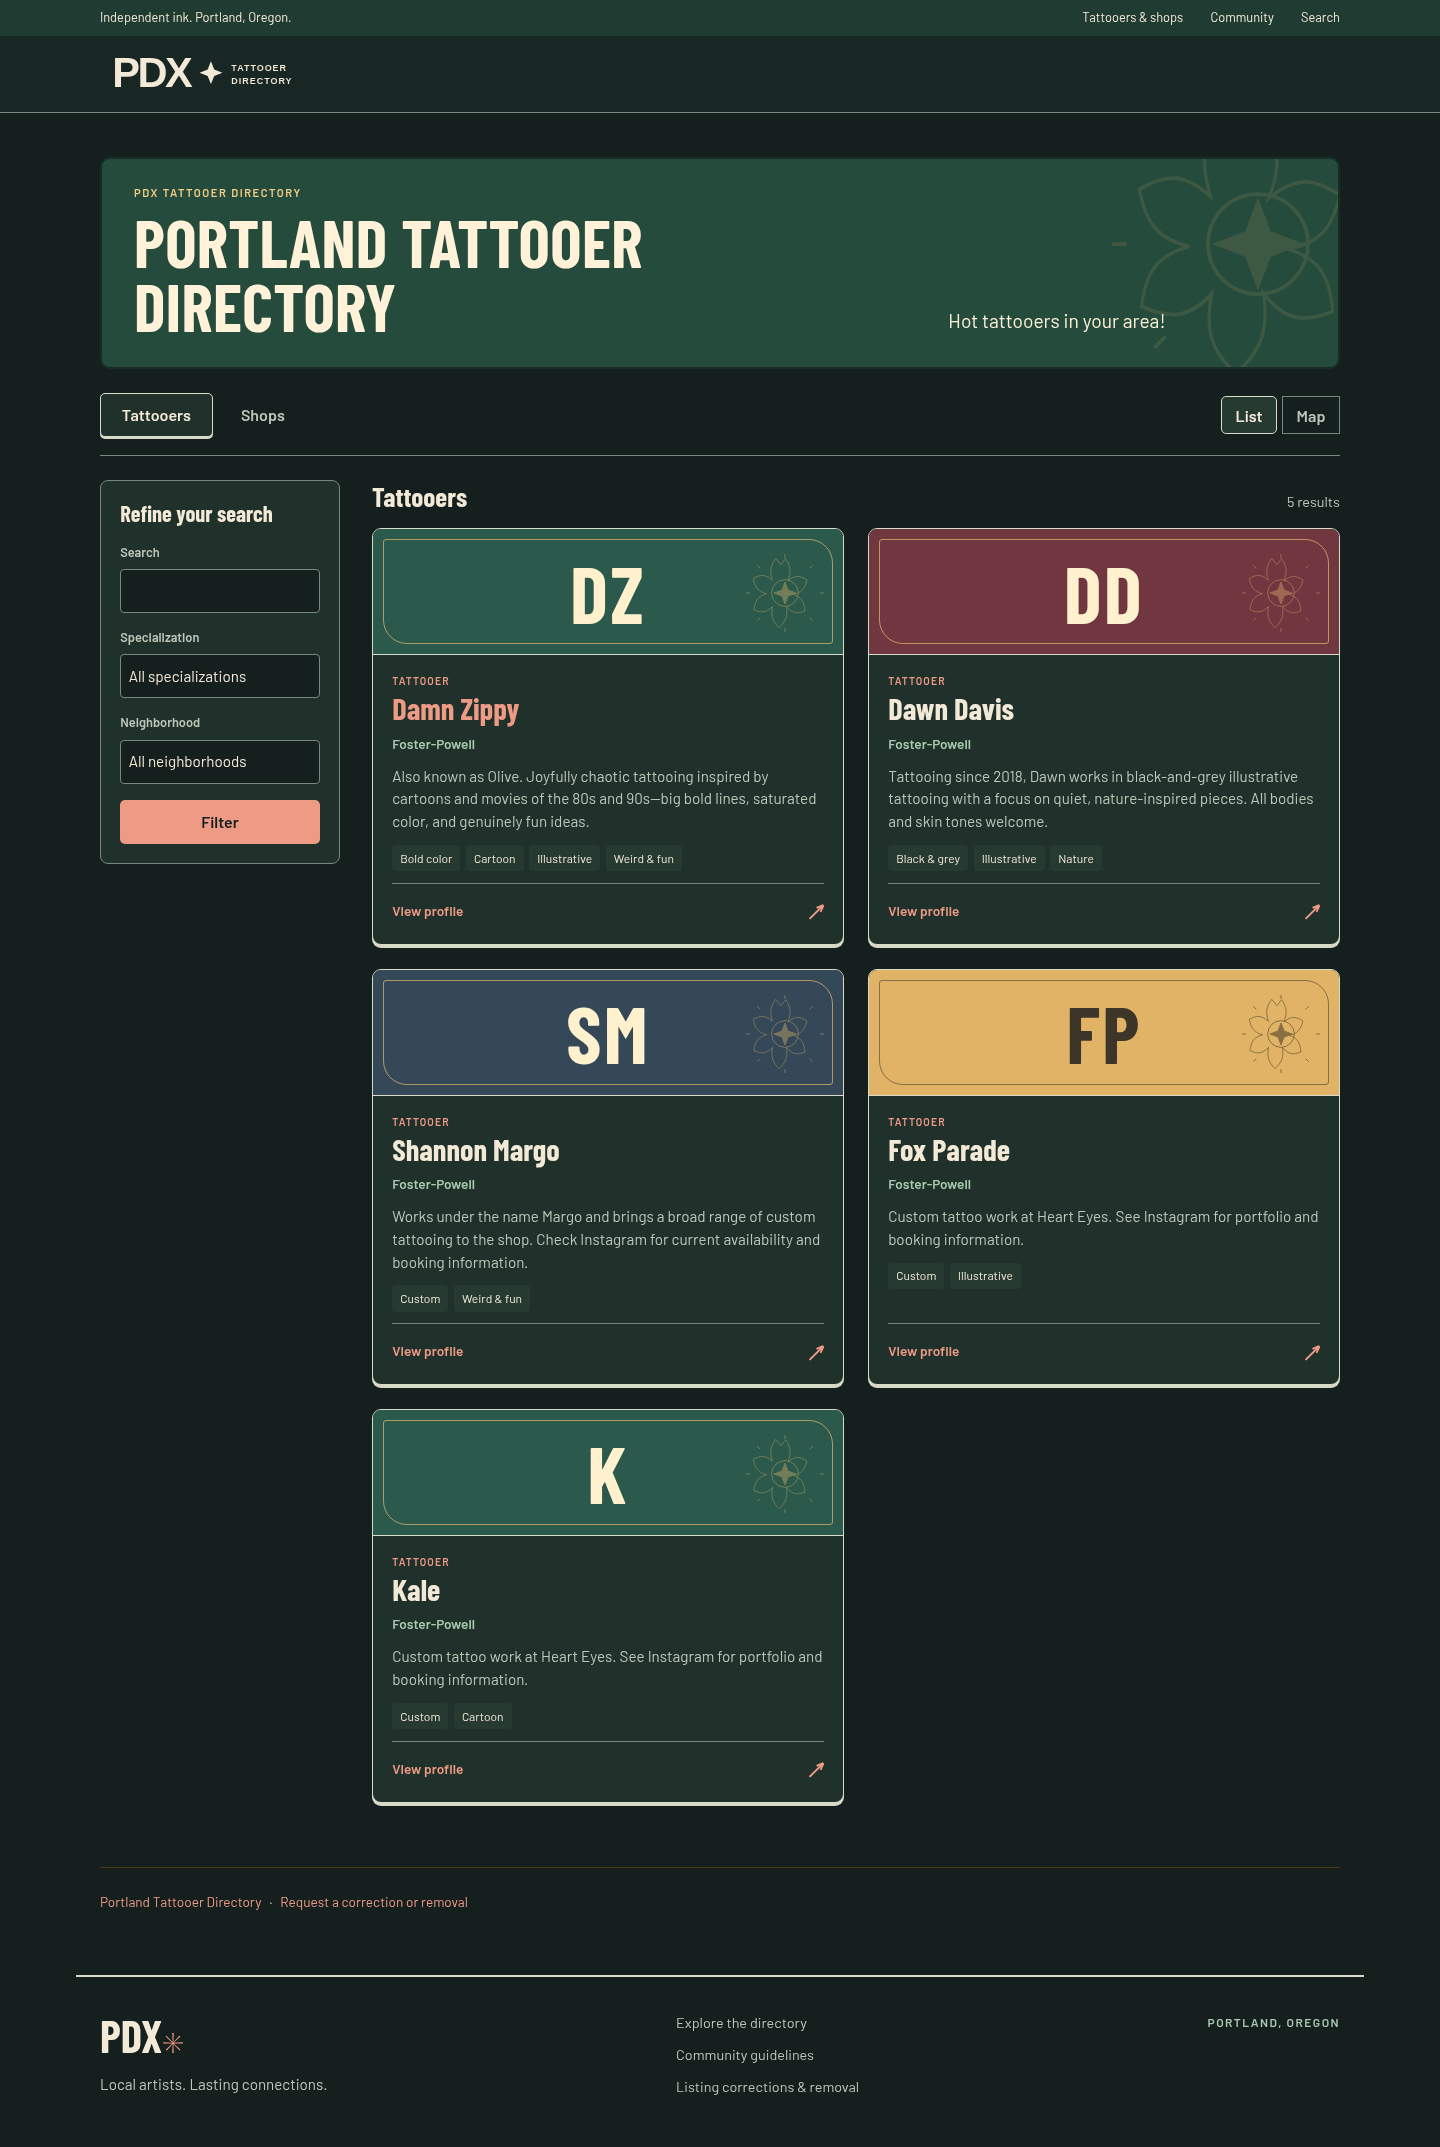 Independent ink. Portland, Oregon.
Tattooers & shops
Community
Search
PDX
TATTOOER
DIRECTORY
PDX TATTOOER DIRECTORY
PORTLAND TATTOOER
DIRECTORY
Hot tattooers in your area!
Tattooers
Shops
List
Map
Refine your search
Search
Specialization
All specializations
Neighborhood
All neighborhoods
Filter
Tattooers
5 results
DZ
TATTOOER
Damn Zippy
Foster-Powell
Also known as Olive. Joyfully chaotic tattooing inspired by
cartoons and movies of the 80s and 90s—big bold lines, saturated
color, and genuinely fun ideas.
Bold color
Cartoon
Illustrative
Weird & fun
View profile
DD
TATTOOER
Dawn Davis
Foster-Powell
Tattooing since 2018, Dawn works in black-and-grey illustrative
tattooing with a focus on quiet, nature-inspired pieces. All bodies
and skin tones welcome.
Black & grey
Illustrative
Nature
View profile
SM
TATTOOER
Shannon Margo
Foster-Powell
Works under the name Margo and brings a broad range of custom
tattooing to the shop. Check Instagram for current availability and
booking information.
Custom
Weird & fun
View profile
FP
TATTOOER
Fox Parade
Foster-Powell
Custom tattoo work at Heart Eyes. See Instagram for portfolio and
booking information.
Custom
Illustrative
View profile
K
TATTOOER
Kale
Foster-Powell
Custom tattoo work at Heart Eyes. See Instagram for portfolio and
booking information.
Custom
Cartoon
View profile
Portland Tattooer Directory · Request a correction or removal
PDX
Local artists. Lasting connections.
Explore the directory
Community guidelines
Listing corrections & removal
PORTLAND, OREGON